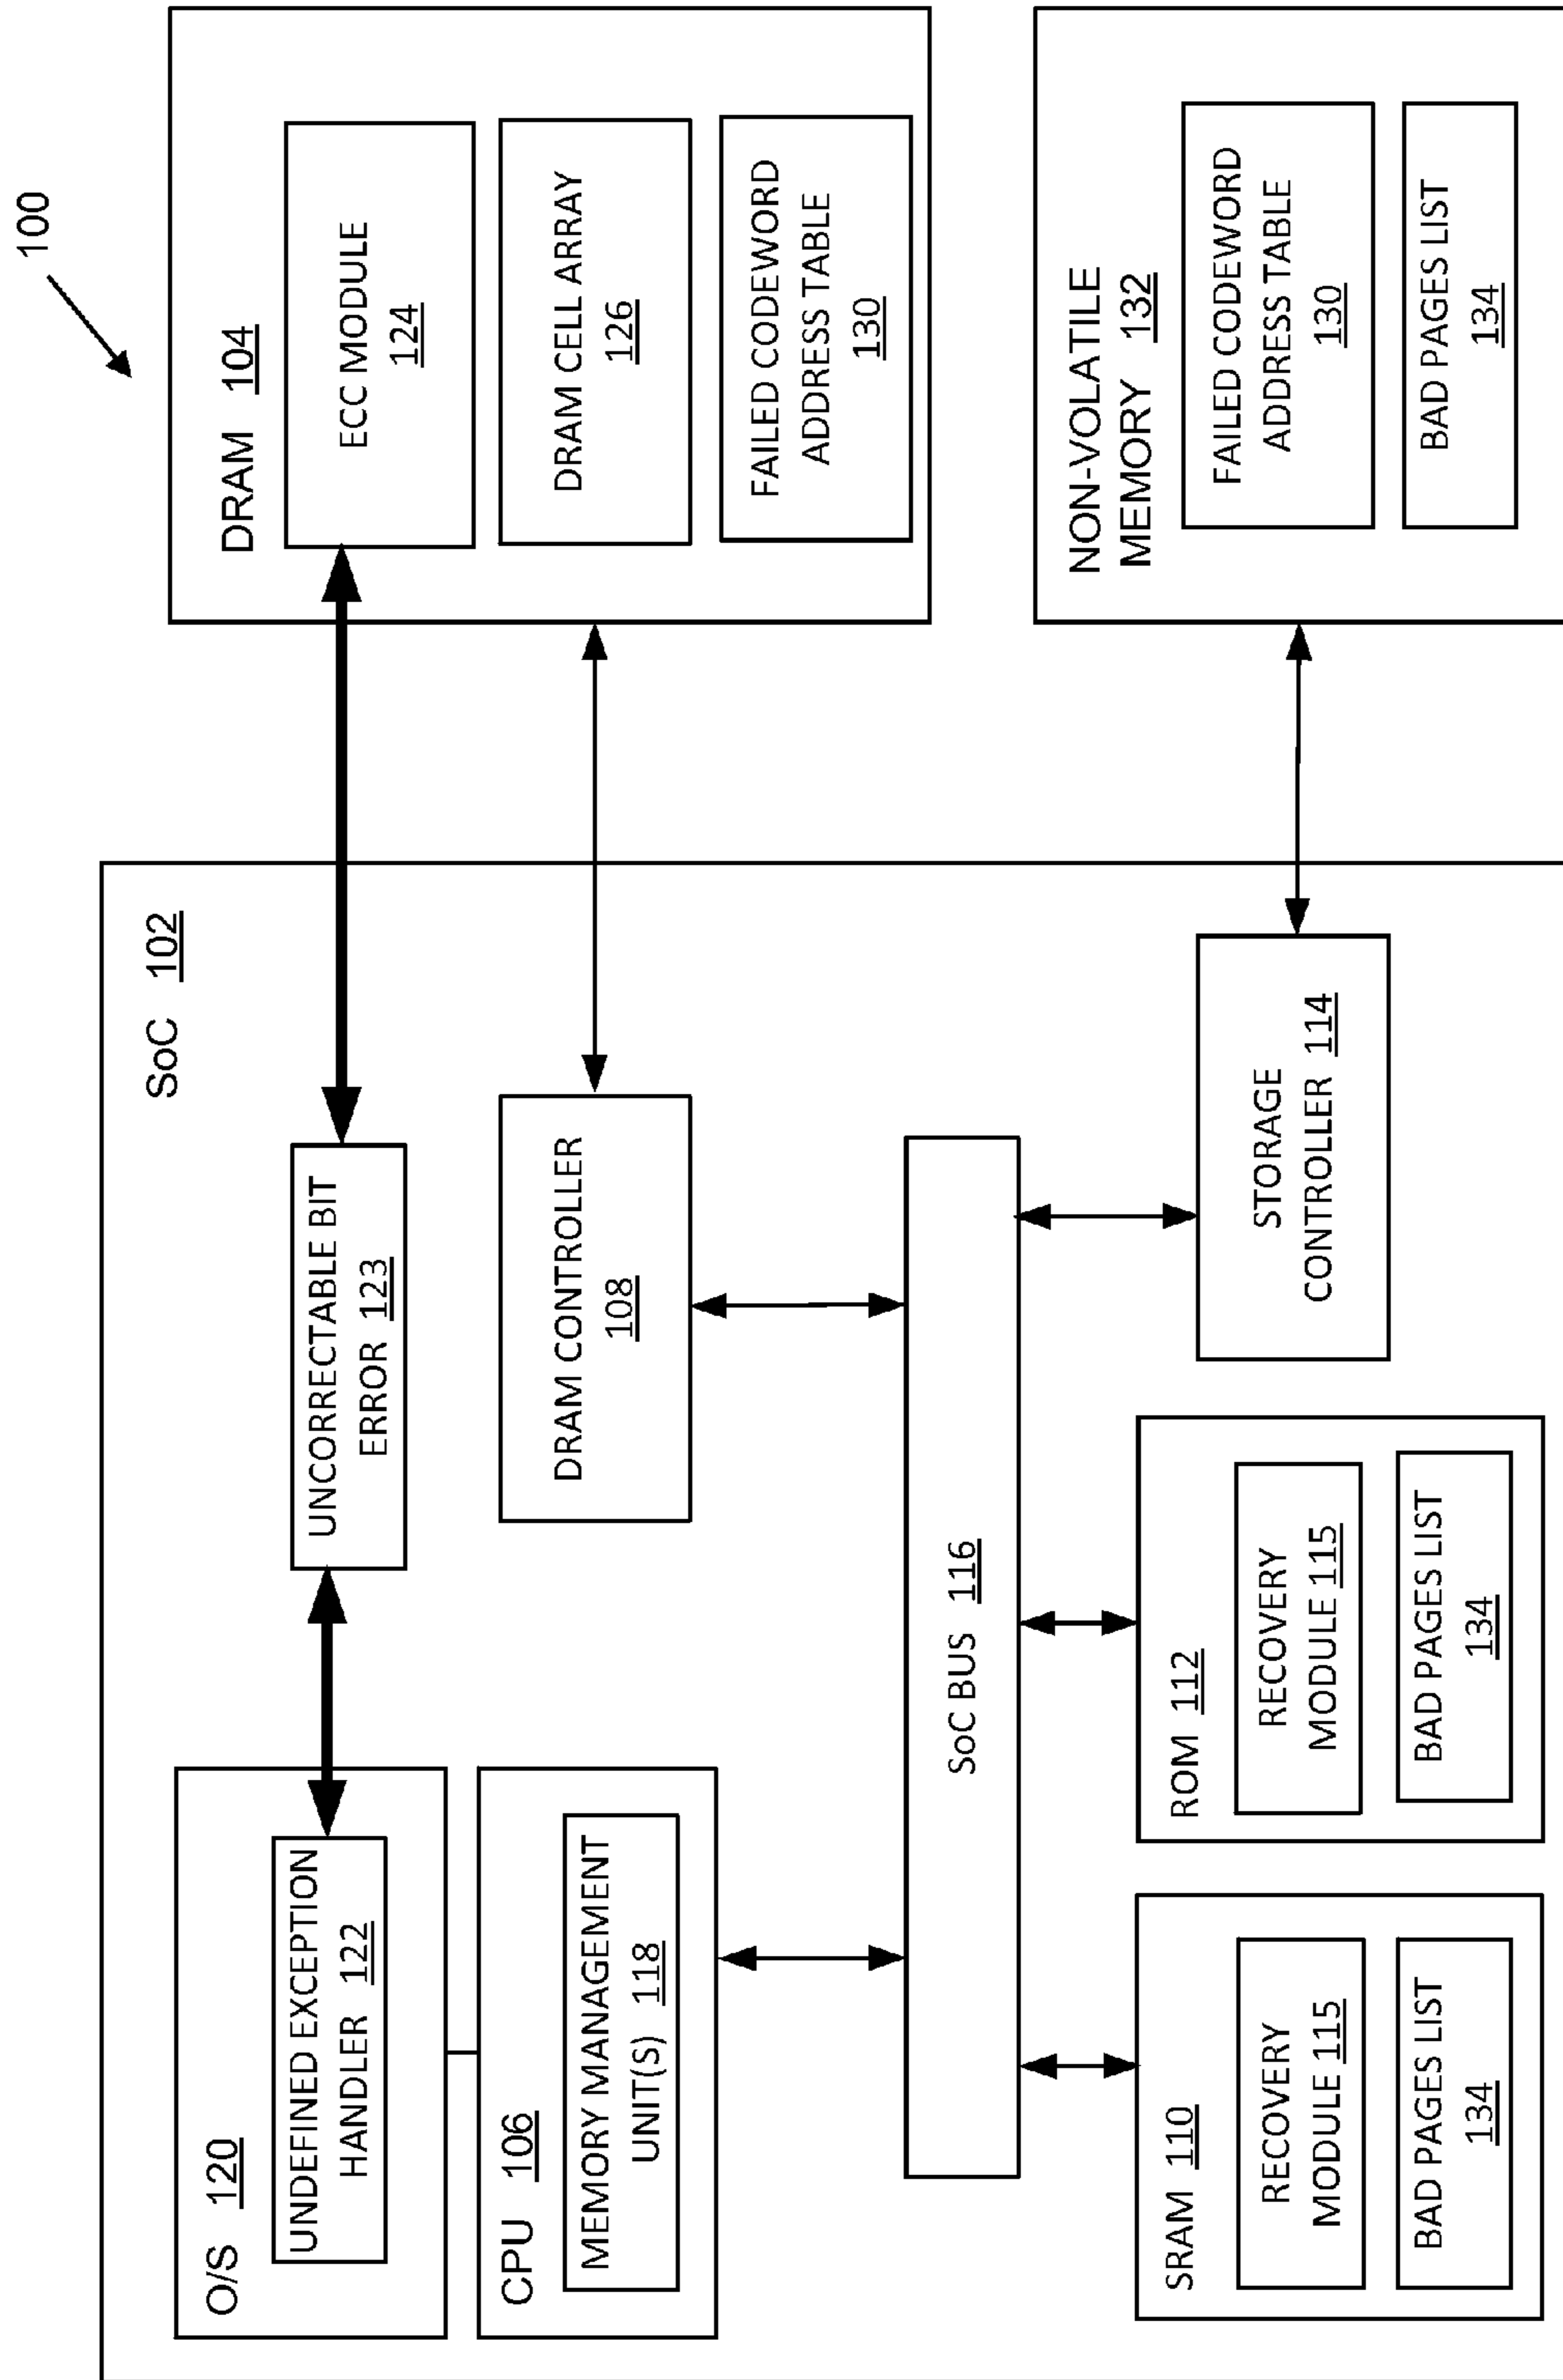 100
SoC 102
O/S 120
UNDEFINED EXCEPTION
HANDLER 122
UNCORRECTABLE BIT
ERROR 123
CPU 106
MEMORY MANAGEMENT
UNIT(S) 118
DRAM CONTROLLER
108
SoC BUS 116
SRAM 110
RECOVERY
MODULE 115
BAD PAGES LIST
134
ROM 112
RECOVERY
MODULE 115
BAD PAGES LIST
134
STORAGE
CONTROLLER 114
DRAM 104
ECC MODULE
124
DRAM CELL ARRAY
126
FAILED CODEWORD
ADDRESS TABLE
130
NON-VOLATILE
MEMORY 132
FAILED CODEWORD
ADDRESS TABLE
130
BAD PAGES LIST
134